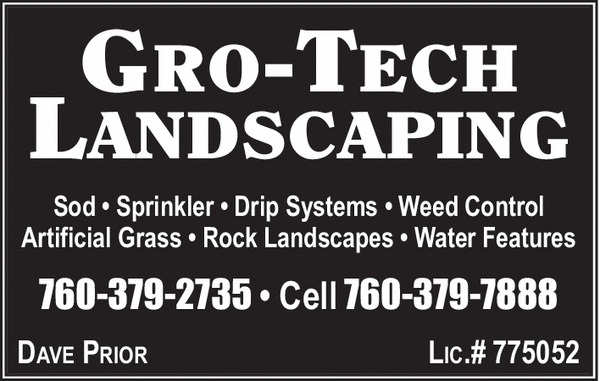 GRO-TECH
LANDSCAPING
Sod • Sprinkler • Drip Systems • Weed Control
Artificial Grass • Rock Landscapes • Water Features
760-379-2735 • Cell 760-379-7888
DAVE PRIOR LIC.# 775052